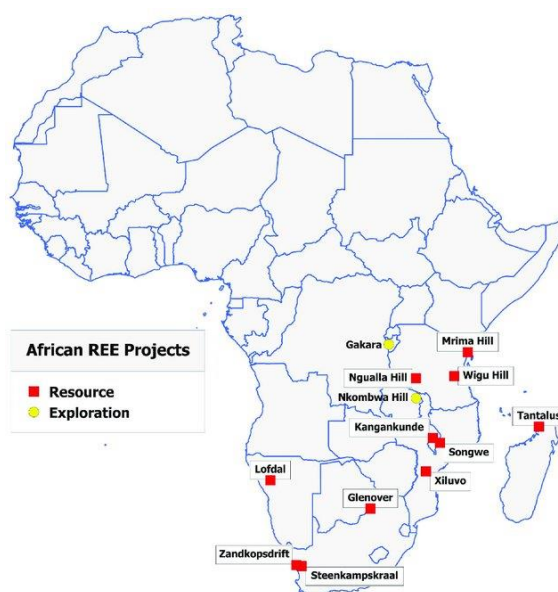 African REE Projects
Resource
Exploration
Gakara
Mrima Hill
Ngualla Hill
Wigu Hill
Nkombwa Hill
Tantalus
Kangankunde
Songwe
Lofdal
Xiluvo
Glenover
Zandkopsdrift
Steenkampskraal